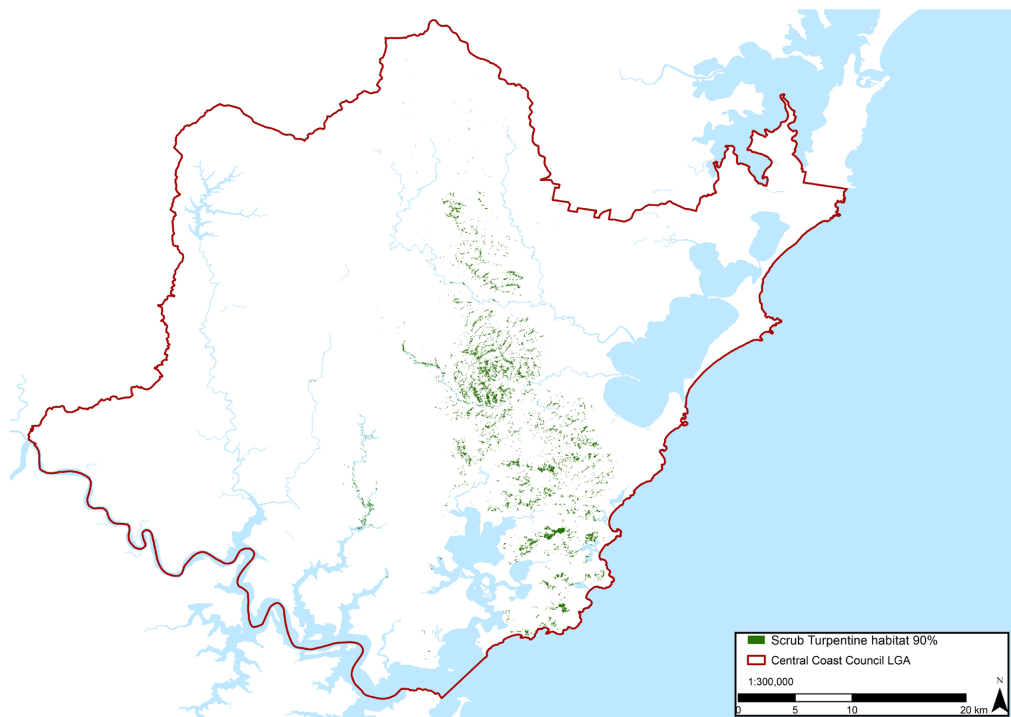 Scrub Turpentine habitat 90%
Central Coast Council LGA
1:300,000
N
0 5 10 20 km